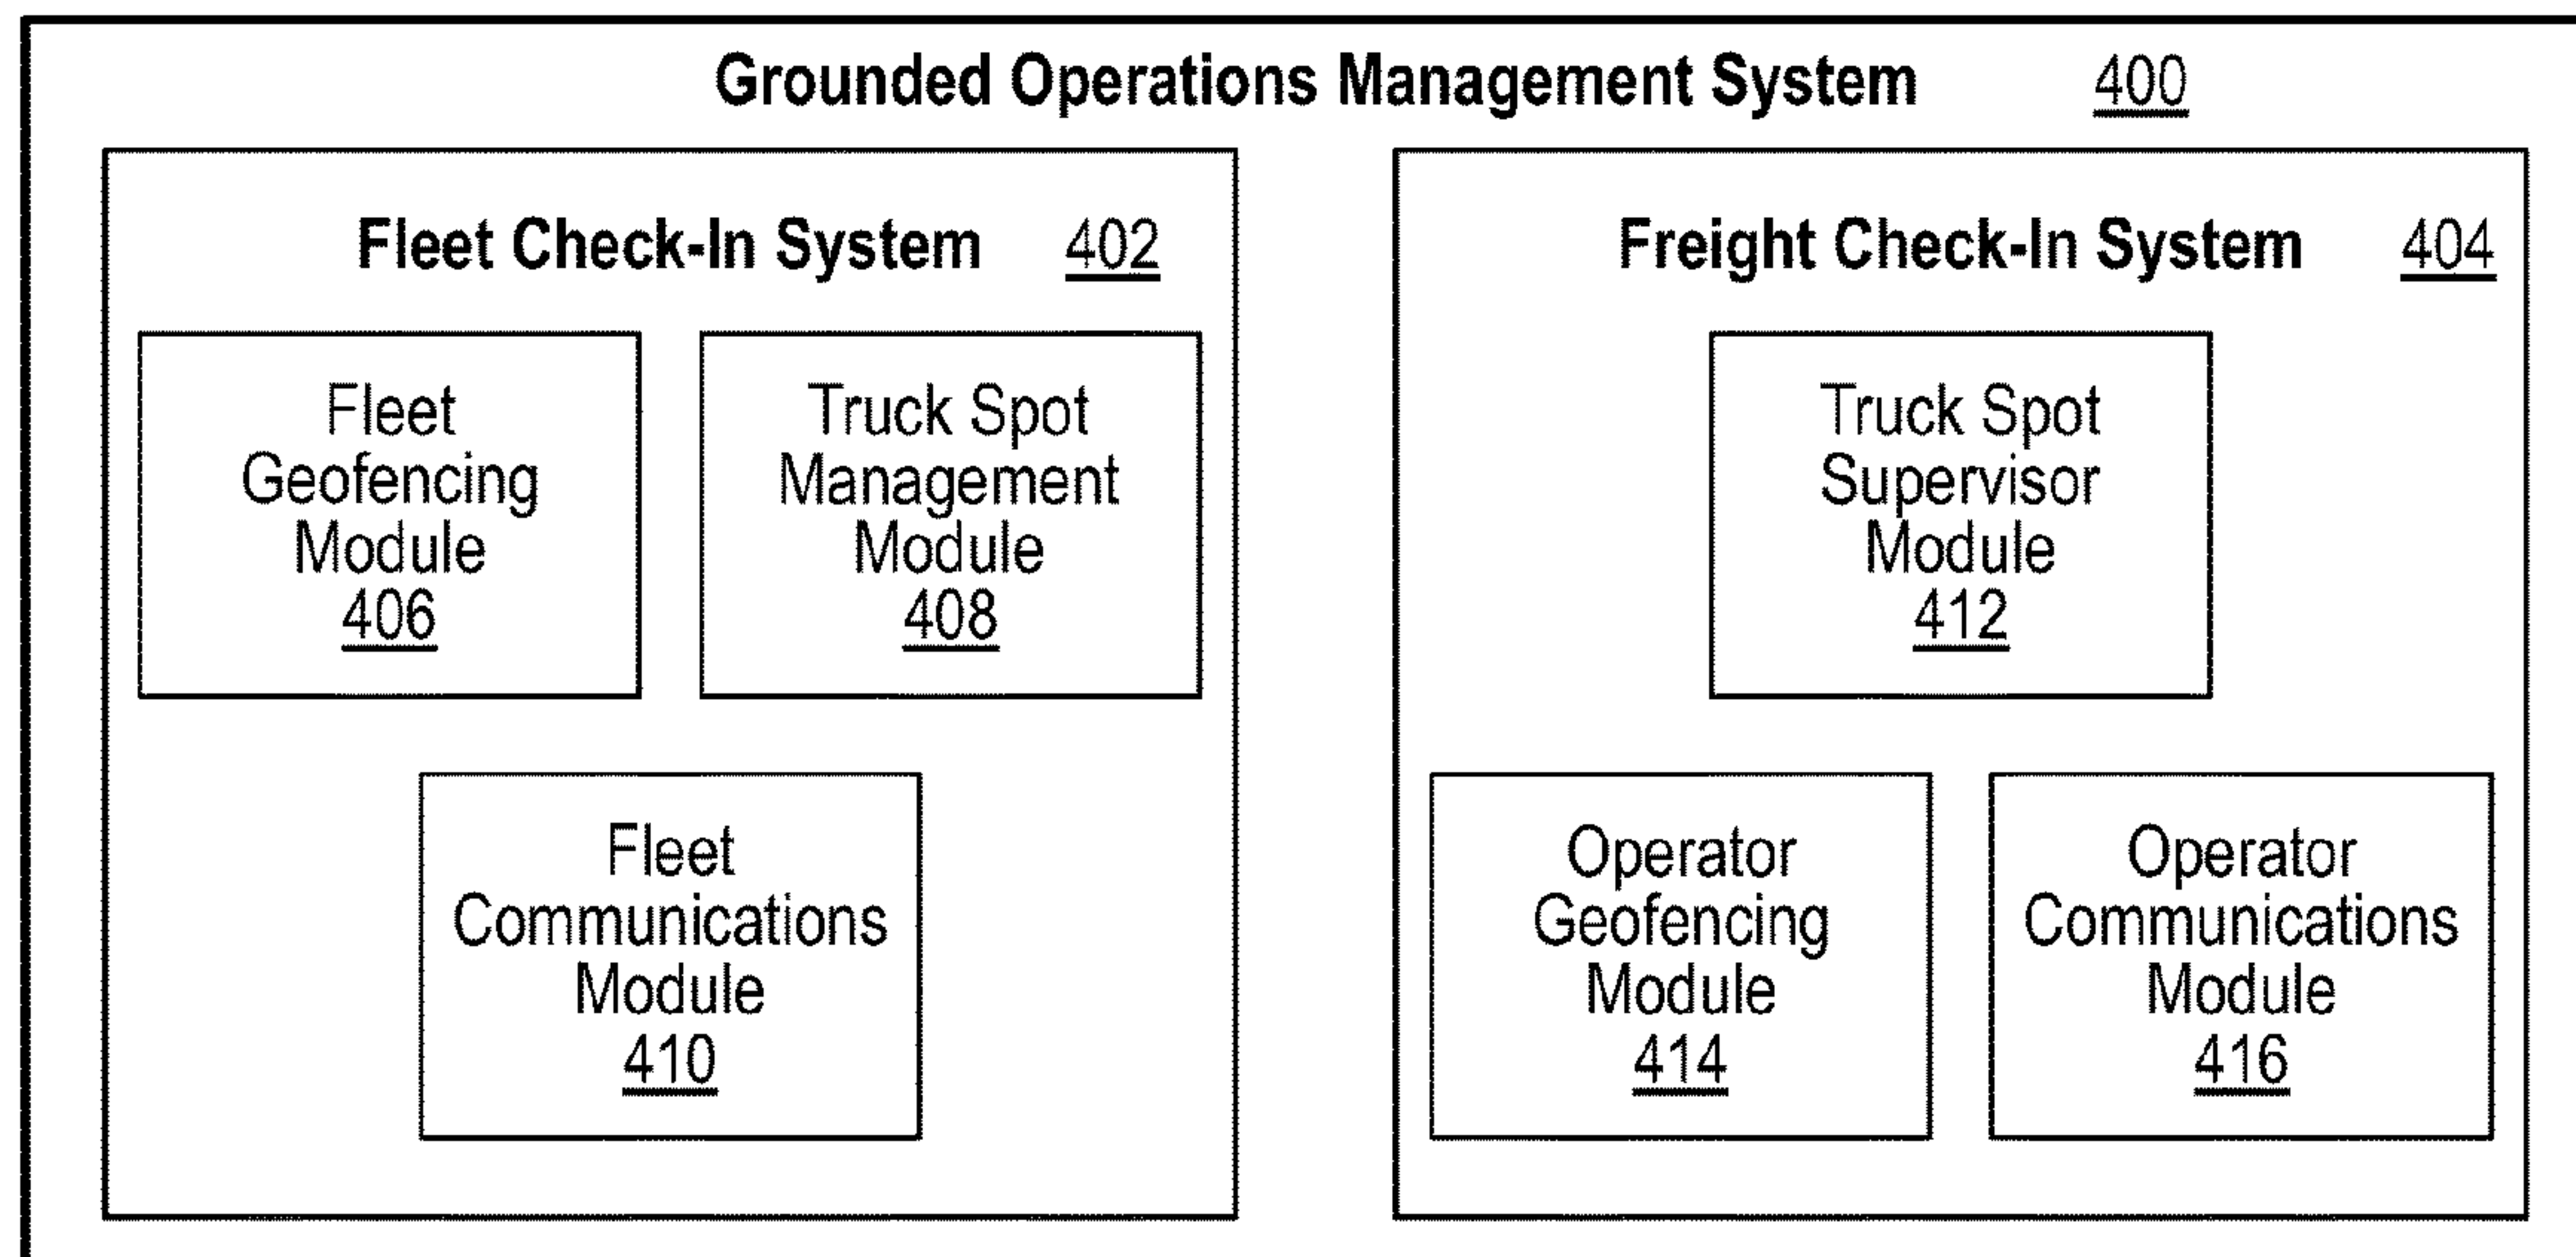 Grounded Operations Management System 400
Fleet Check-In System 402
Fleet
Geofencing
Module
406
Truck Spot
Management
Module
408
Fleet
Communications
Module
410
Freight Check-In System 404
Truck Spot
Supervisor
Module
412
Operator
Geofencing
Module
414
Operator
Communications
Module
416